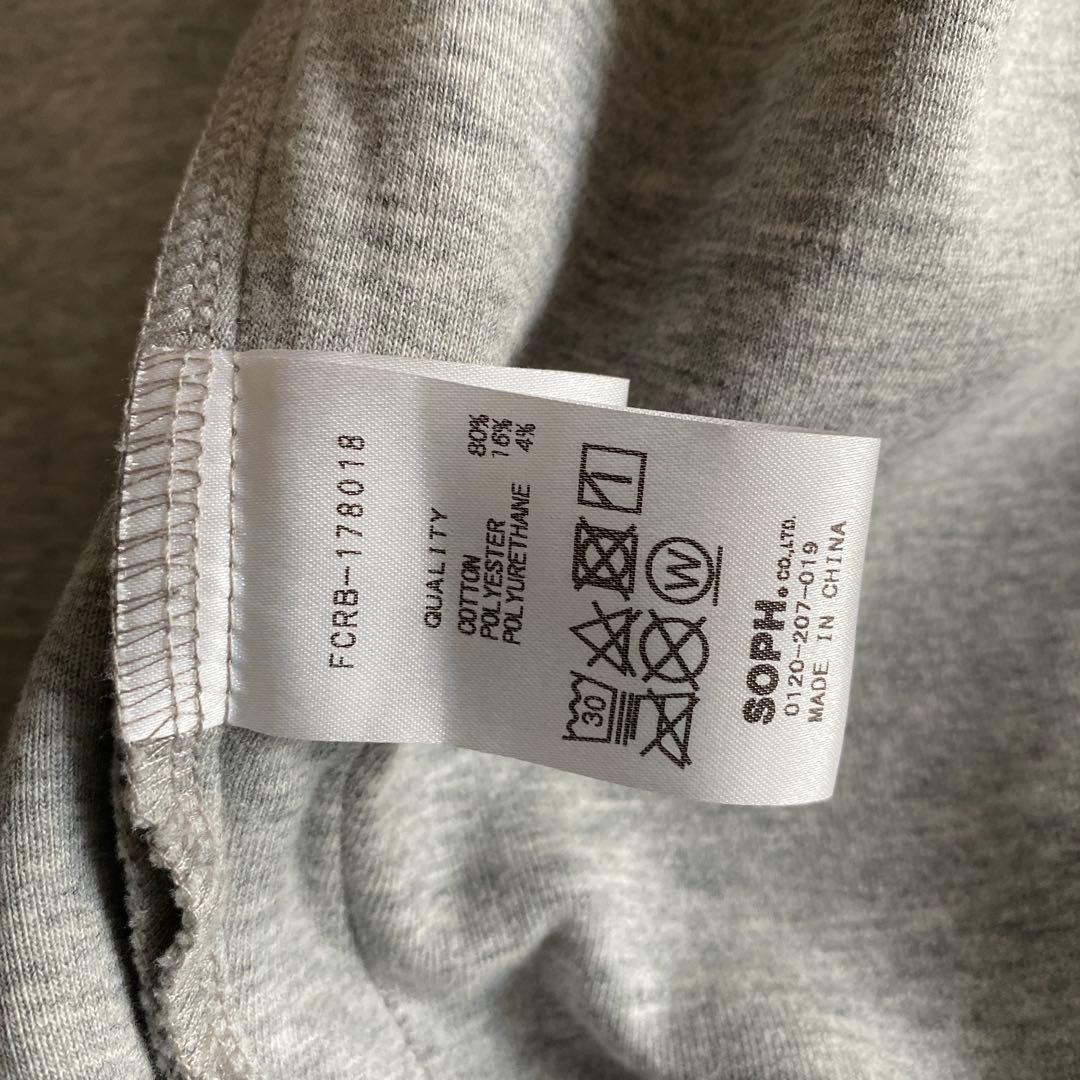 FCRB-178018
QUALITY
COTTON 80%
POLYESTER 16%
POLYURETHANE 4%
30
W
SOPH.CO.,LTD.
0120-207-019
MADE IN CHINA